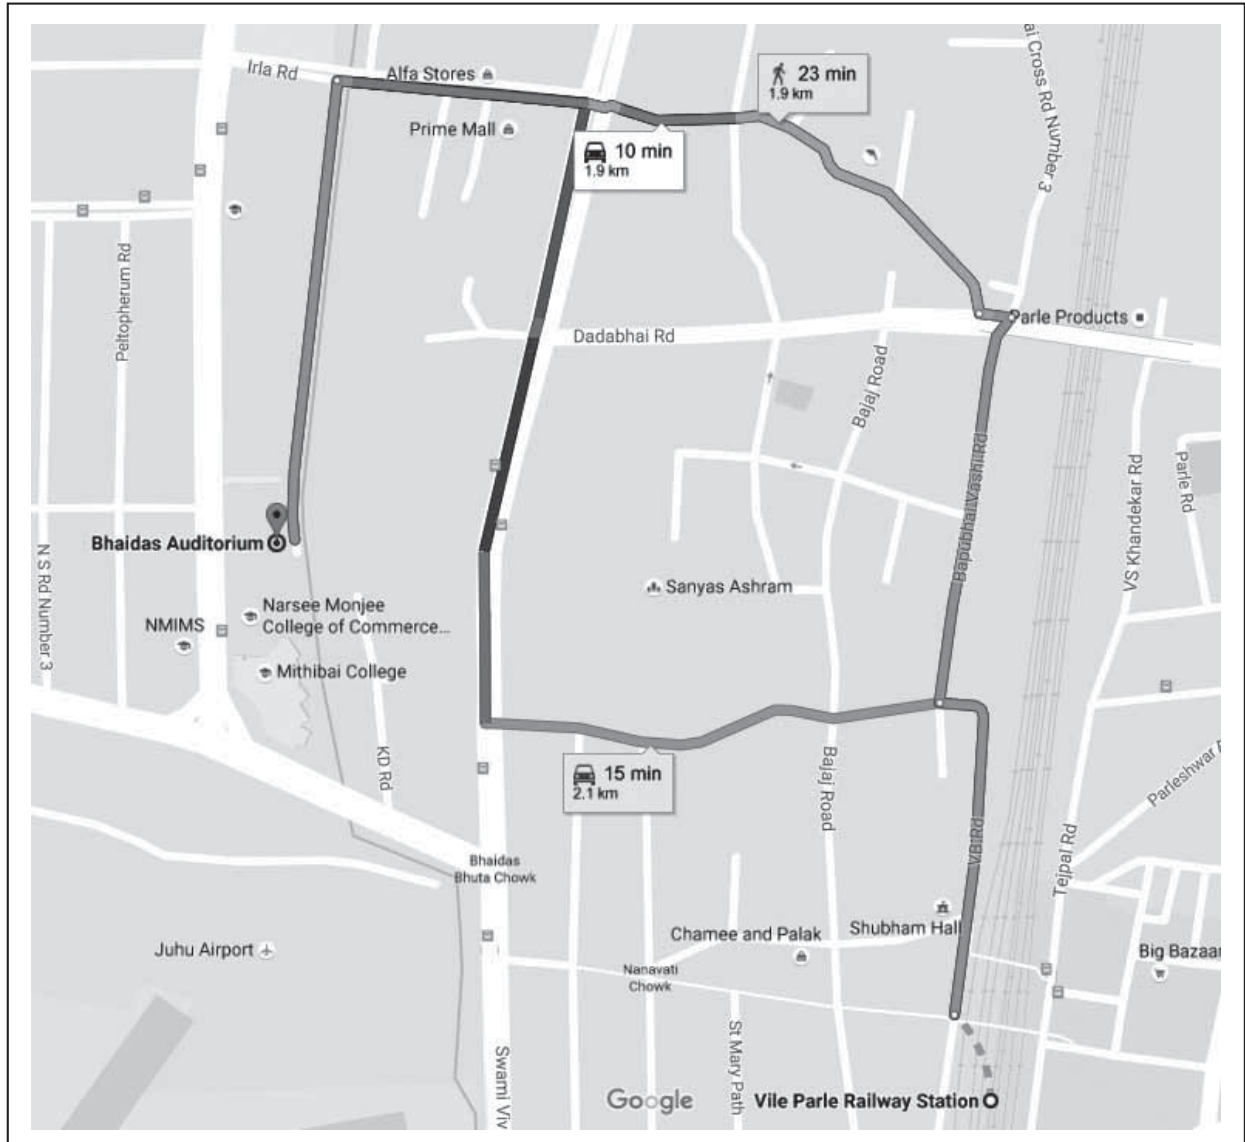 ai Cross Rd Number 3
Irla Rd
Alfa Stores
23 min
1.9 km
Prime Mall
10 min
1.9 km
Peltopherum Rd
Parle Products
Dadabhai Rd
Bajaj Road
Bapubhai Vashi Rd
VS Khandekar Rd
Parle Rd
Bhaidas Auditorium
N S Rd Number 3
Sanyas Ashram
Narsee Monjee
College of Commerce...
NMIMS
Mithibai College
KD Rd
15 min
2.1 km
Bajaj Road
Parleshwar
VB Rd
Tejpal Rd
Bhaidas
Bhuta Chowk
Shubham Hall
Chamee and Palak
Juhu Airport
Big Bazaar
Nanavati
Chowk
St Mary Path
Swami Viv
Google
Vile Parle Railway Station